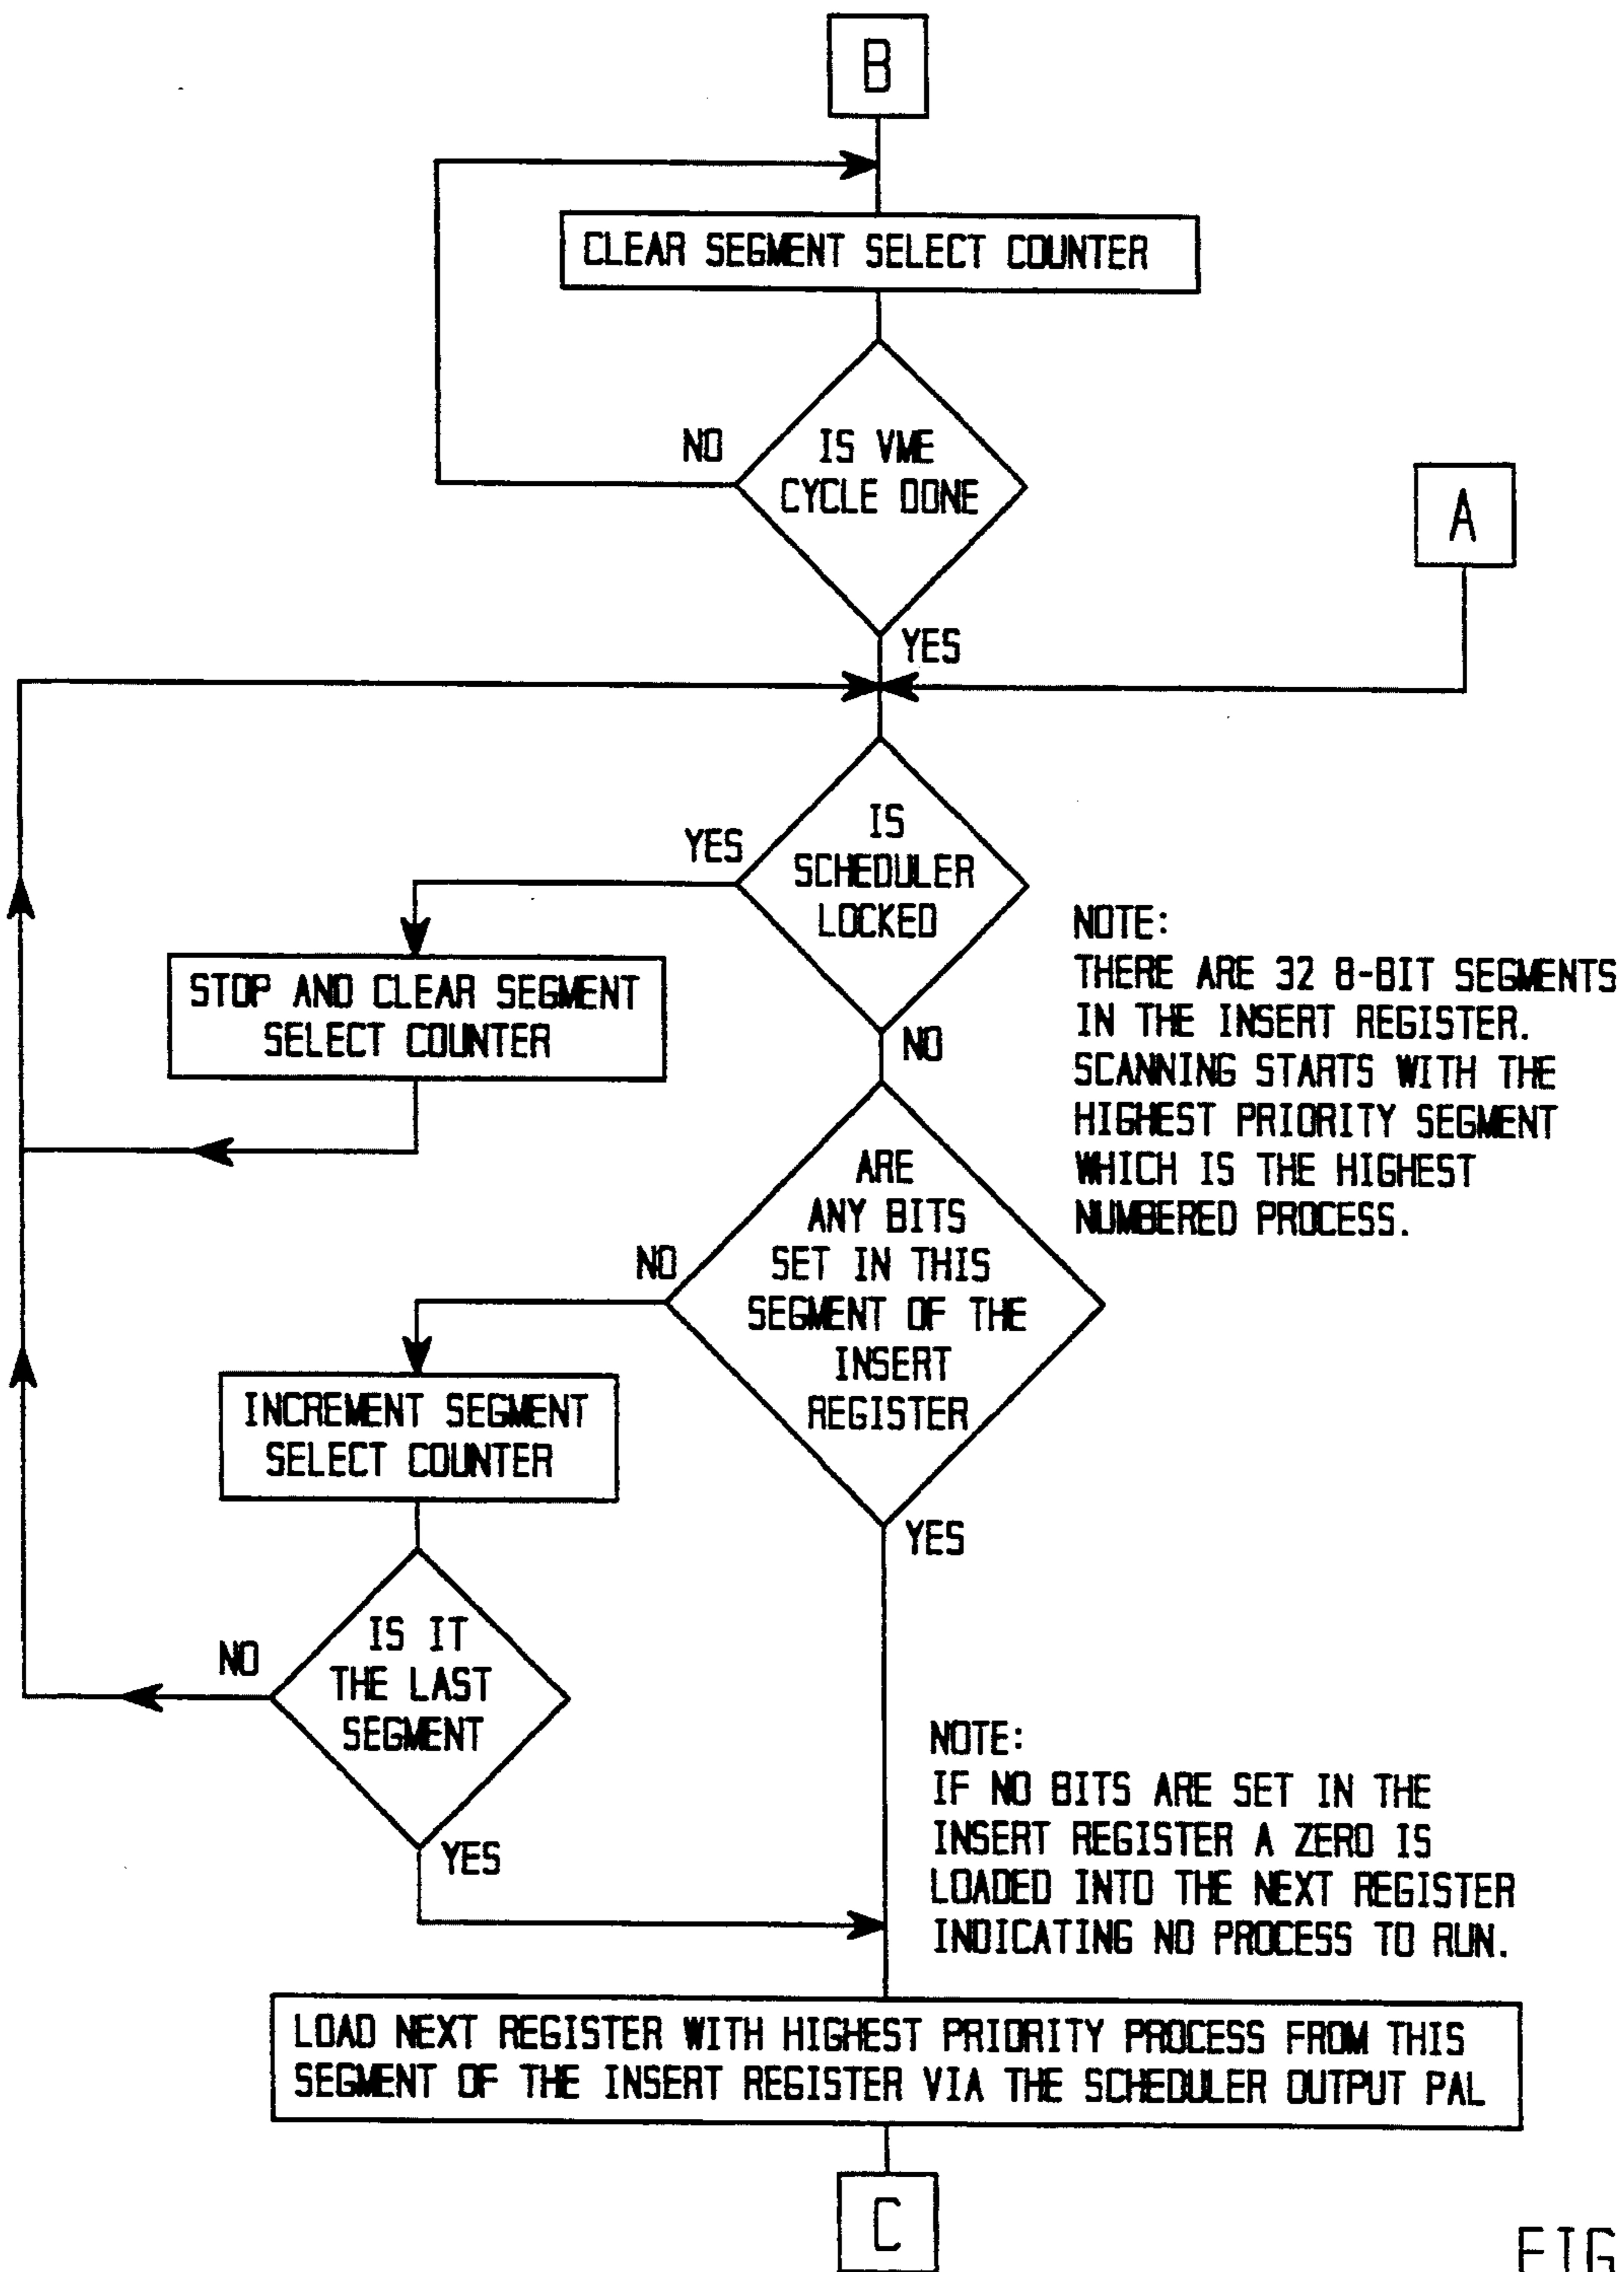 B
CLEAR SEGMENT SELECT COUNTER
NO
IS VME
CYCLE DONE
A
YES
IS
SCHEDULER
LOCKED
YES
NO
STOP AND CLEAR SEGMENT
SELECT COUNTER
NOTE:
THERE ARE 32 8-BIT SEGMENTS
IN THE INSERT REGISTER.
SCANNING STARTS WITH THE
HIGHEST PRIORITY SEGMENT
WHICH IS THE HIGHEST
NUMBERED PROCESS.
ARE
ANY BITS
SET IN THIS
SEGMENT OF THE
INSERT
REGISTER
NO
YES
INCREMENT SEGMENT
SELECT COUNTER
IS IT
THE LAST
SEGMENT
NO
YES
NOTE:
IF NO BITS ARE SET IN THE
INSERT REGISTER A ZERO IS
LOADED INTO THE NEXT REGISTER
INDICATING NO PROCESS TO RUN.
LOAD NEXT REGISTER WITH HIGHEST PRIORITY PROCESS FROM THIS
SEGMENT OF THE INSERT REGISTER VIA THE SCHEDULER OUTPUT PAL
C
FIG